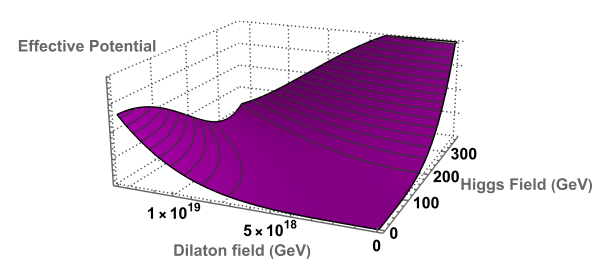 Effective Potential
300
200
Higgs Field (GeV)
100
0
1 × 10^19
5 × 10^18
0
Dilaton field (GeV)